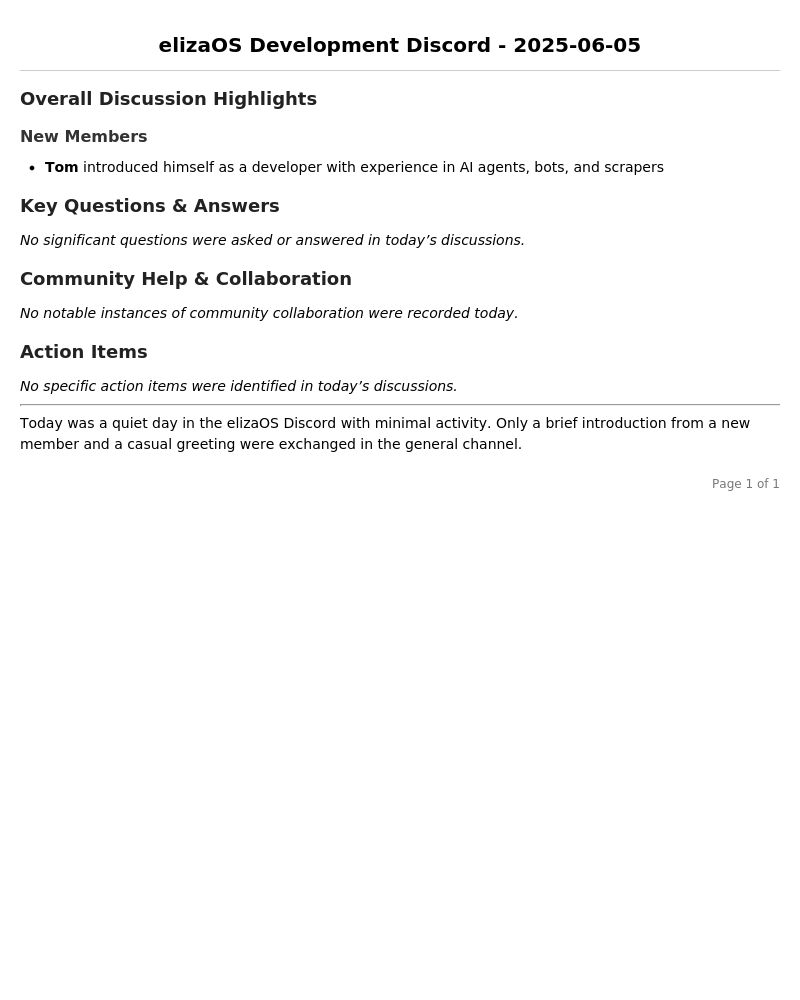 elizaOS Development Discord - 2025-06-05
Overall Discussion Highlights
New Members
• Tom introduced himself as a developer with experience in AI agents, bots, and scrapers
Key Questions & Answers
No significant questions were asked or answered in today’s discussions.
Community Help & Collaboration
No notable instances of community collaboration were recorded today.
Action Items
No specific action items were identified in today’s discussions.
Today was a quiet day in the elizaOS Discord with minimal activity. Only a brief introduction from a new
member and a casual greeting were exchanged in the general channel.
Page 1 of 1